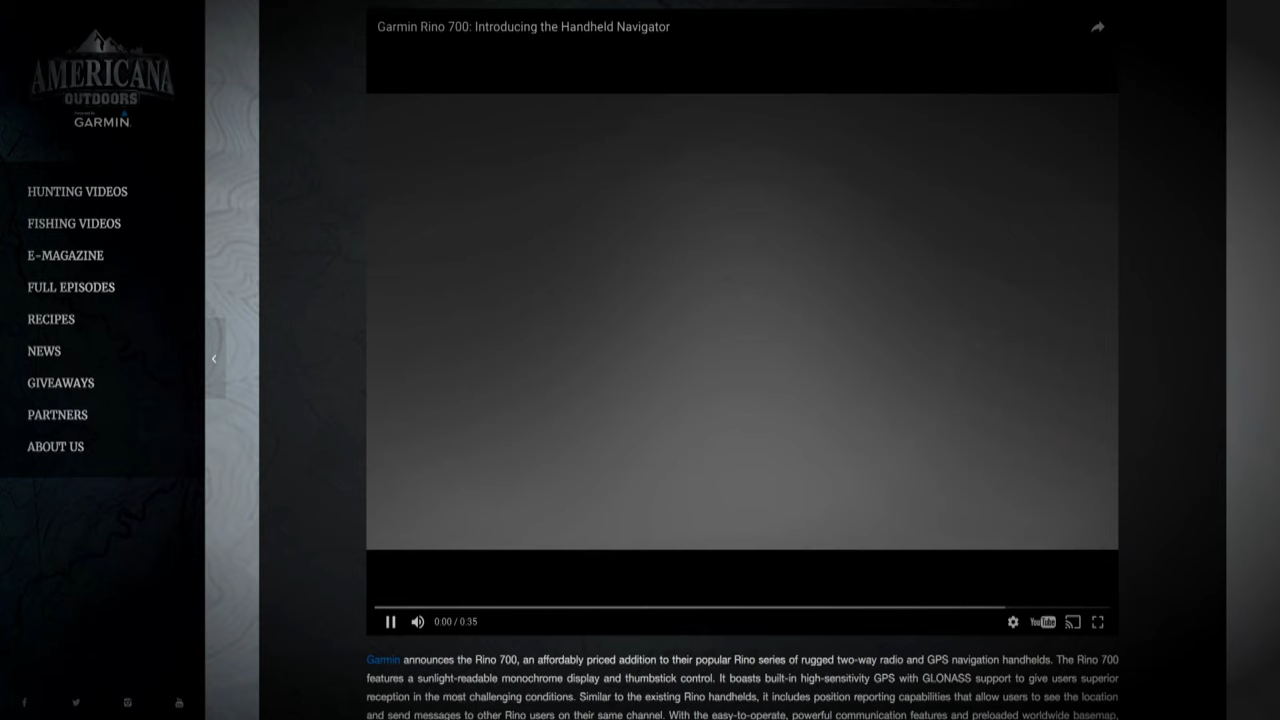 Garmin Rino 700: Introducing the Handheld Navigator
AMERICANA
OUTDOORS
GARMIN
HUNTING VIDEOS
FISHING VIDEOS
E-MAGAZINE
FULL EPISODES
RECIPES
NEWS
GIVEAWAYS
PARTNERS
ABOUT US
0:00 / 0:35
YouTube
Garmin announces the Rino 700, an affordably priced addition to their popular Rino series of rugged two-way radio and GPS navigation handhelds. The Rino 700
features a sunlight-readable monochrome display and thumbstick control. It boasts built-in high-sensitivity GPS with GLONASS support to give users superior
reception in the most challenging conditions. Similar to the existing Rino handhelds, it includes position reporting capabilities that allow users to see the location
and send messages to other Rino users on their same channel. With the easy-to-operate, powerful communication features and preloaded worldwide basemap,